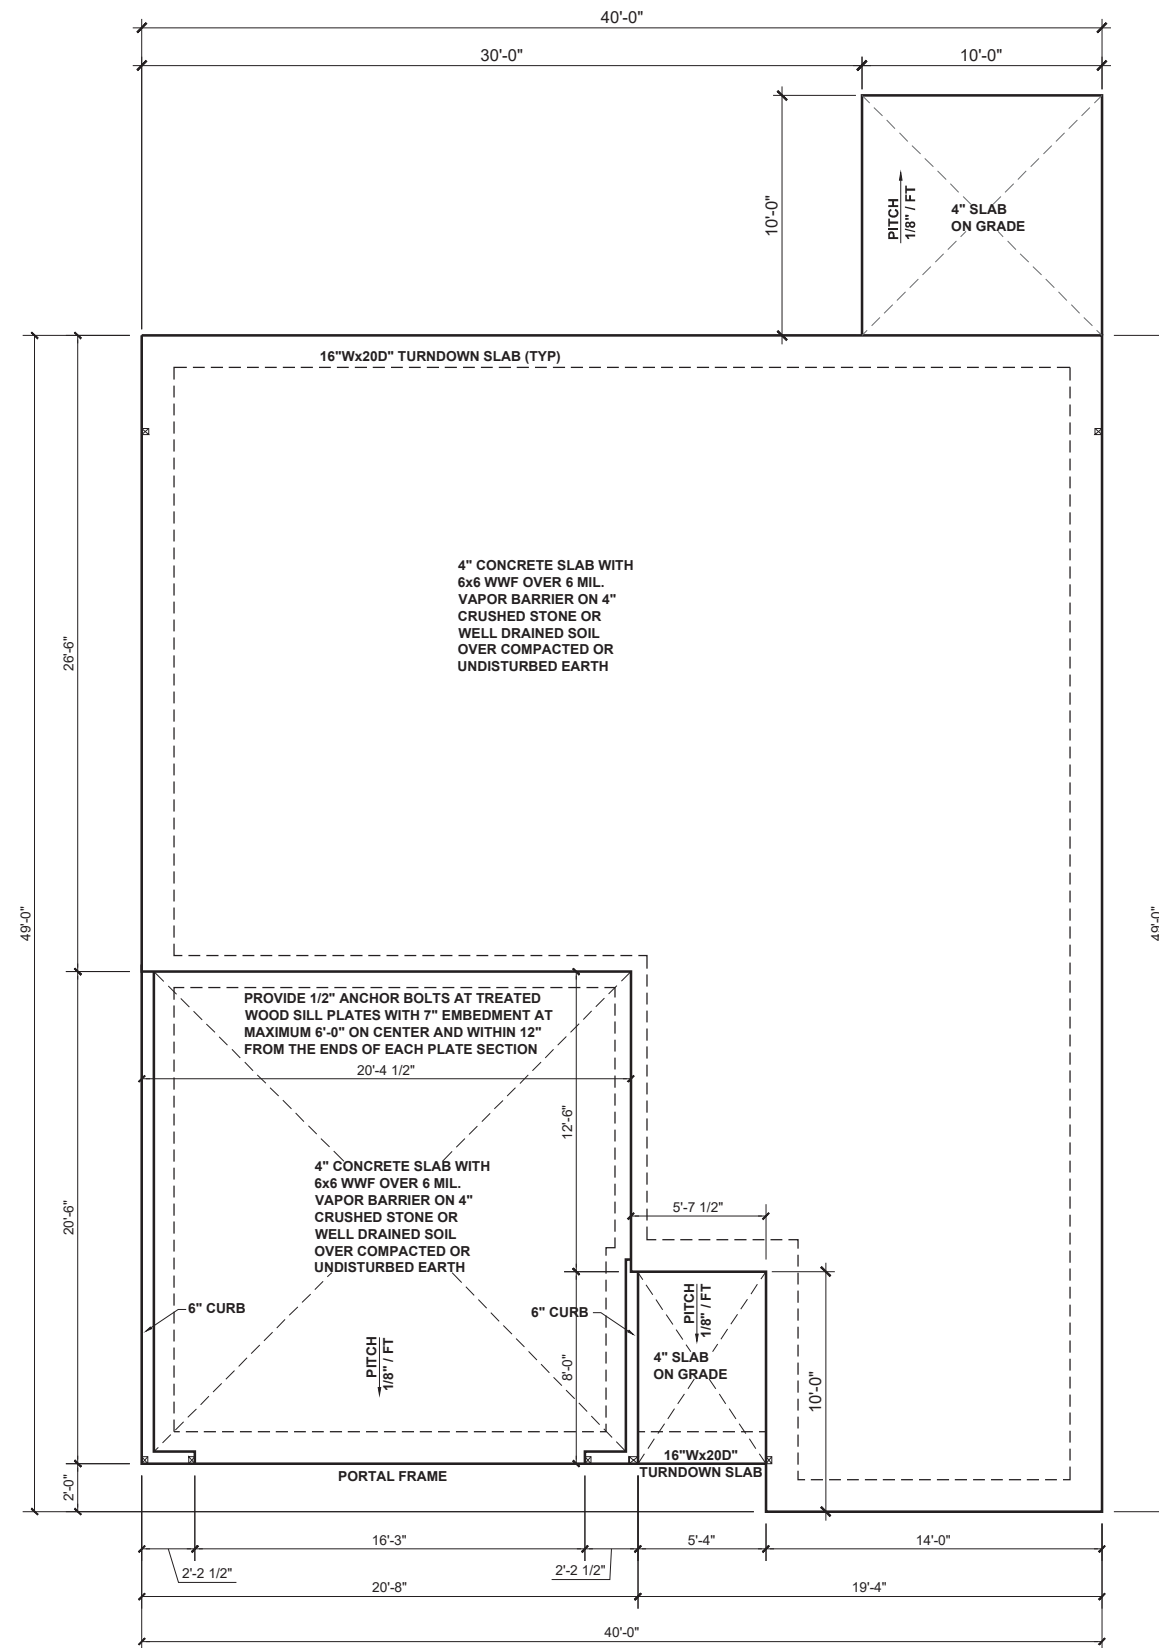 40'-0"
30'-0"
10'-0"
10'-0"
PITCH
1/8" / FT
4" SLAB
ON GRADE
16"Wx20D" TURNDOWN SLAB (TYP)
4" CONCRETE SLAB WITH
6x6 WWF OVER 6 MIL.
VAPOR BARRIER ON 4"
CRUSHED STONE OR
WELL DRAINED SOIL
OVER COMPACTED OR
UNDISTURBED EARTH
26'-6"
49'-0"
49'-0"
PROVIDE 1/2" ANCHOR BOLTS AT TREATED
WOOD SILL PLATES WITH 7" EMBEDMENT AT
MAXIMUM 6'-0" ON CENTER AND WITHIN 12"
FROM THE ENDS OF EACH PLATE SECTION
20'-4 1/2"
12'-6"
4" CONCRETE SLAB WITH
6x6 WWF OVER 6 MIL.
VAPOR BARRIER ON 4"
CRUSHED STONE OR
WELL DRAINED SOIL
OVER COMPACTED OR
UNDISTURBED EARTH
20'-6"
5'-7 1/2"
6" CURB
6" CURB
PITCH
1/8" / FT
PITCH
1/8" / FT
4" SLAB
ON GRADE
8'-0"
10'-0"
16"Wx20D"
TURNDOWN SLAB
PORTAL FRAME
2'-0"
16'-3"
5'-4"
14'-0"
2'-2 1/2"
2'-2 1/2"
20'-8"
19'-4"
40'-0"